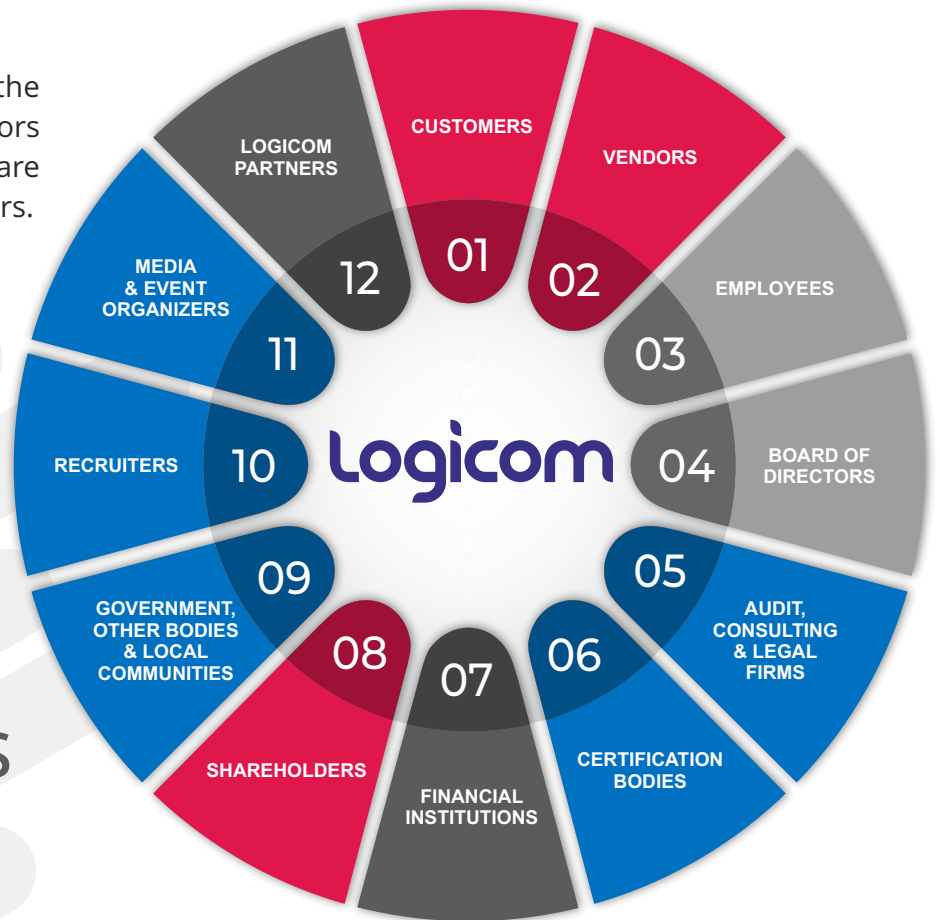 the
ors
are
rs.
CUSTOMERS
01
VENDORS
02
EMPLOYEES
03
BOARD OF
DIRECTORS
04
AUDIT,
CONSULTING
& LEGAL
FIRMS
05
CERTIFICATION
BODIES
06
FINANCIAL
INSTITUTIONS
07
SHAREHOLDERS
08
GOVERNMENT,
OTHER BODIES
& LOCAL
COMMUNITIES
09
RECRUITERS
10
MEDIA
& EVENT
ORGANIZERS
11
LOGICOM
PARTNERS
12
Logicom
s